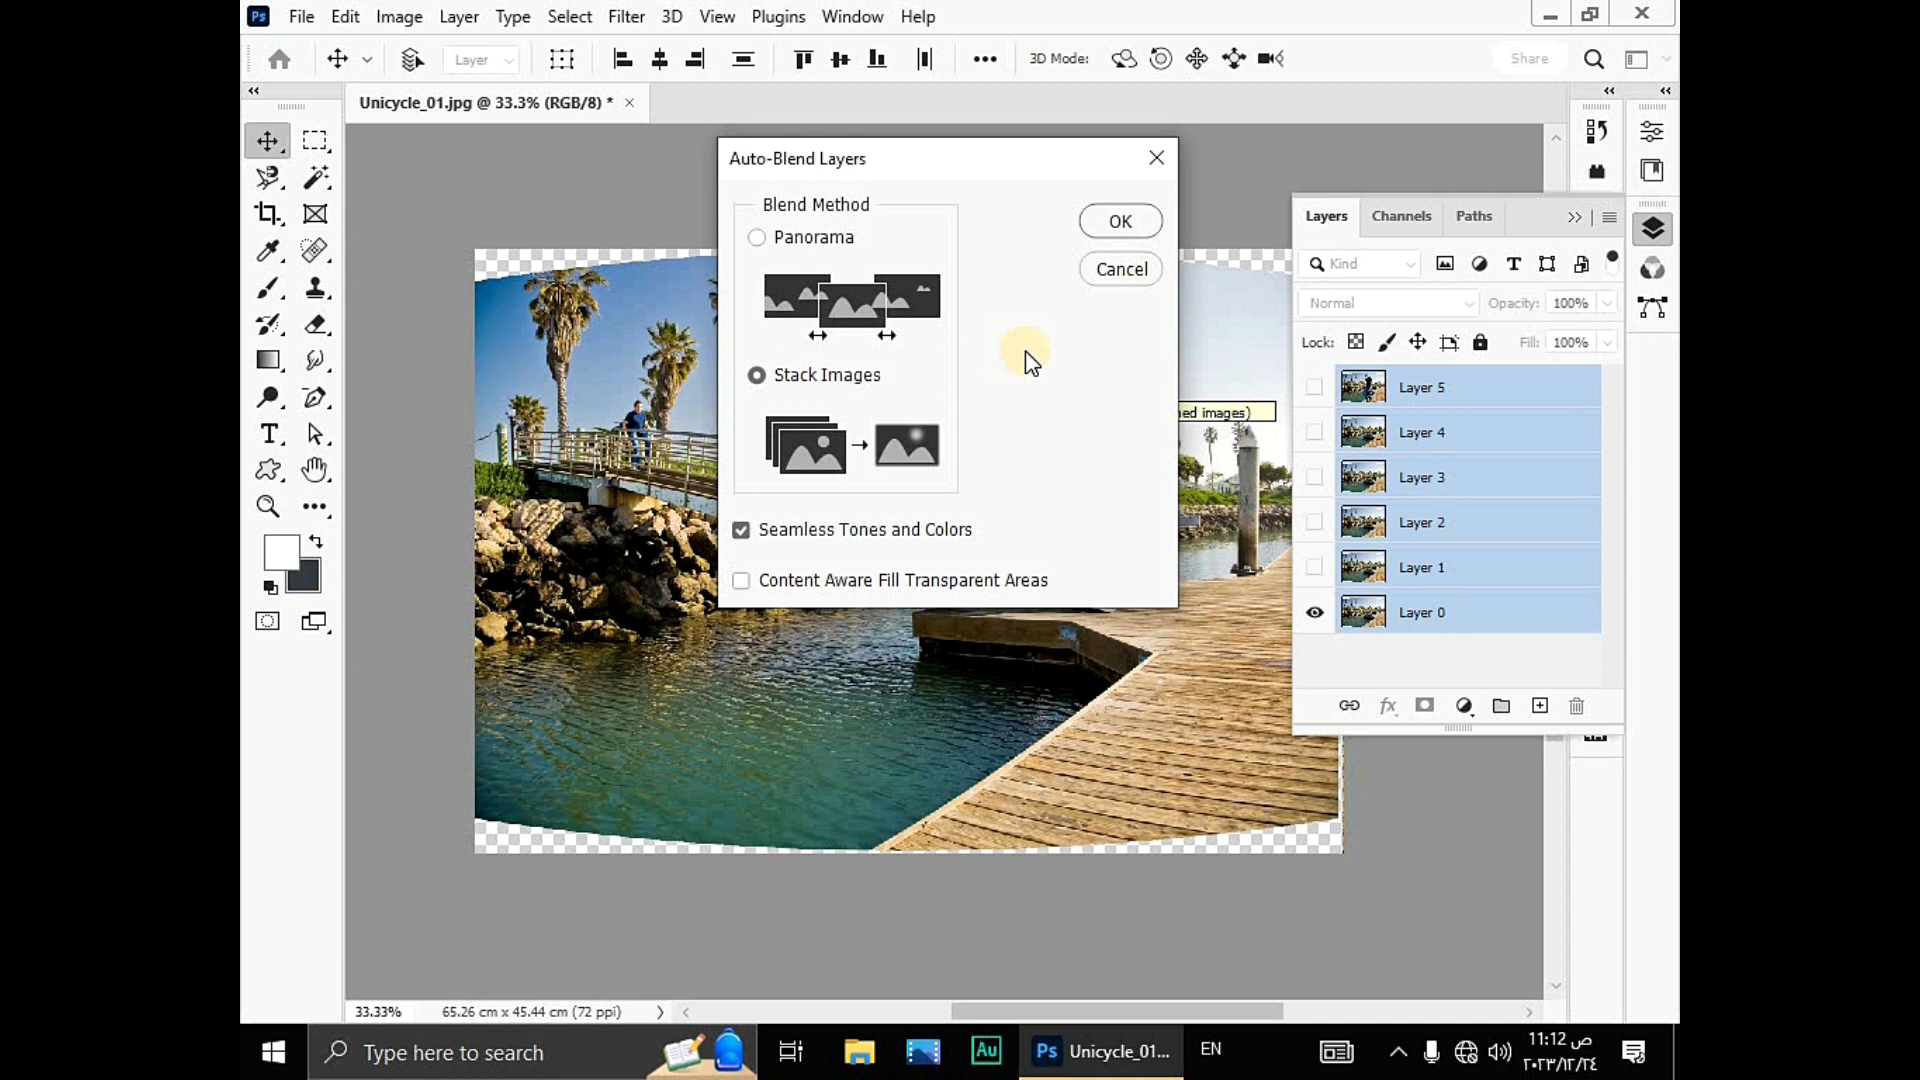 Ps File Edit Image Layer Type Select Filter 3D View Plugins Window Help
Layer 3D Mode: Share
Unicycle_01.jpg @ 33.3% (RGB/8) *
Auto-Blend Layers
Blend Method
Panorama
Stack Images
Seamless Tones and Colors
Content Aware Fill Transparent Areas
OK
Cancel
ned images)
Layers Channels Paths
Kind
Normal Opacity: 100%
Lock: Fill: 100%
Layer 5
Layer 4
Layer 3
Layer 2
Layer 1
Layer 0
fx
33.33% 65.26 cm x 45.44 cm (72 ppi)
Type here to search
Au
Ps Unicycle_01...
EN
11:12 ص
٢٠٢٣/١٢/٢٤